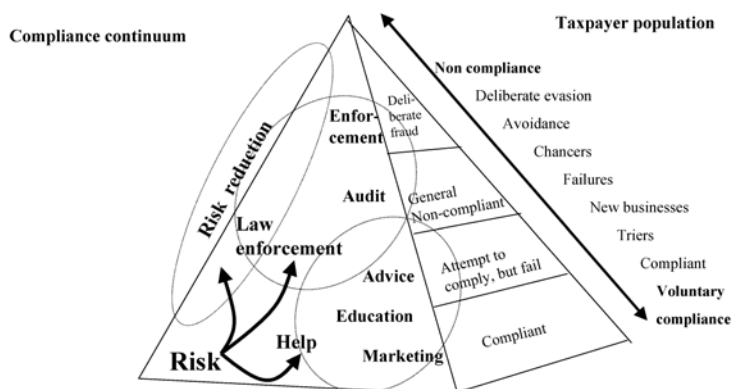 Compliance continuum
Taxpayer population
Non compliance
Deliberate evasion
Avoidance
Chancers
Failures
New businesses
Triers
Compliant
Voluntary
compliance
Risk reduction
Enfor-
cement
Audit
Law
enforcement
Advice
Education
Marketing
Help
Risk
Deli-
berate
fraud
General
Non-compliant
Attempt to
comply, but fail
Compliant